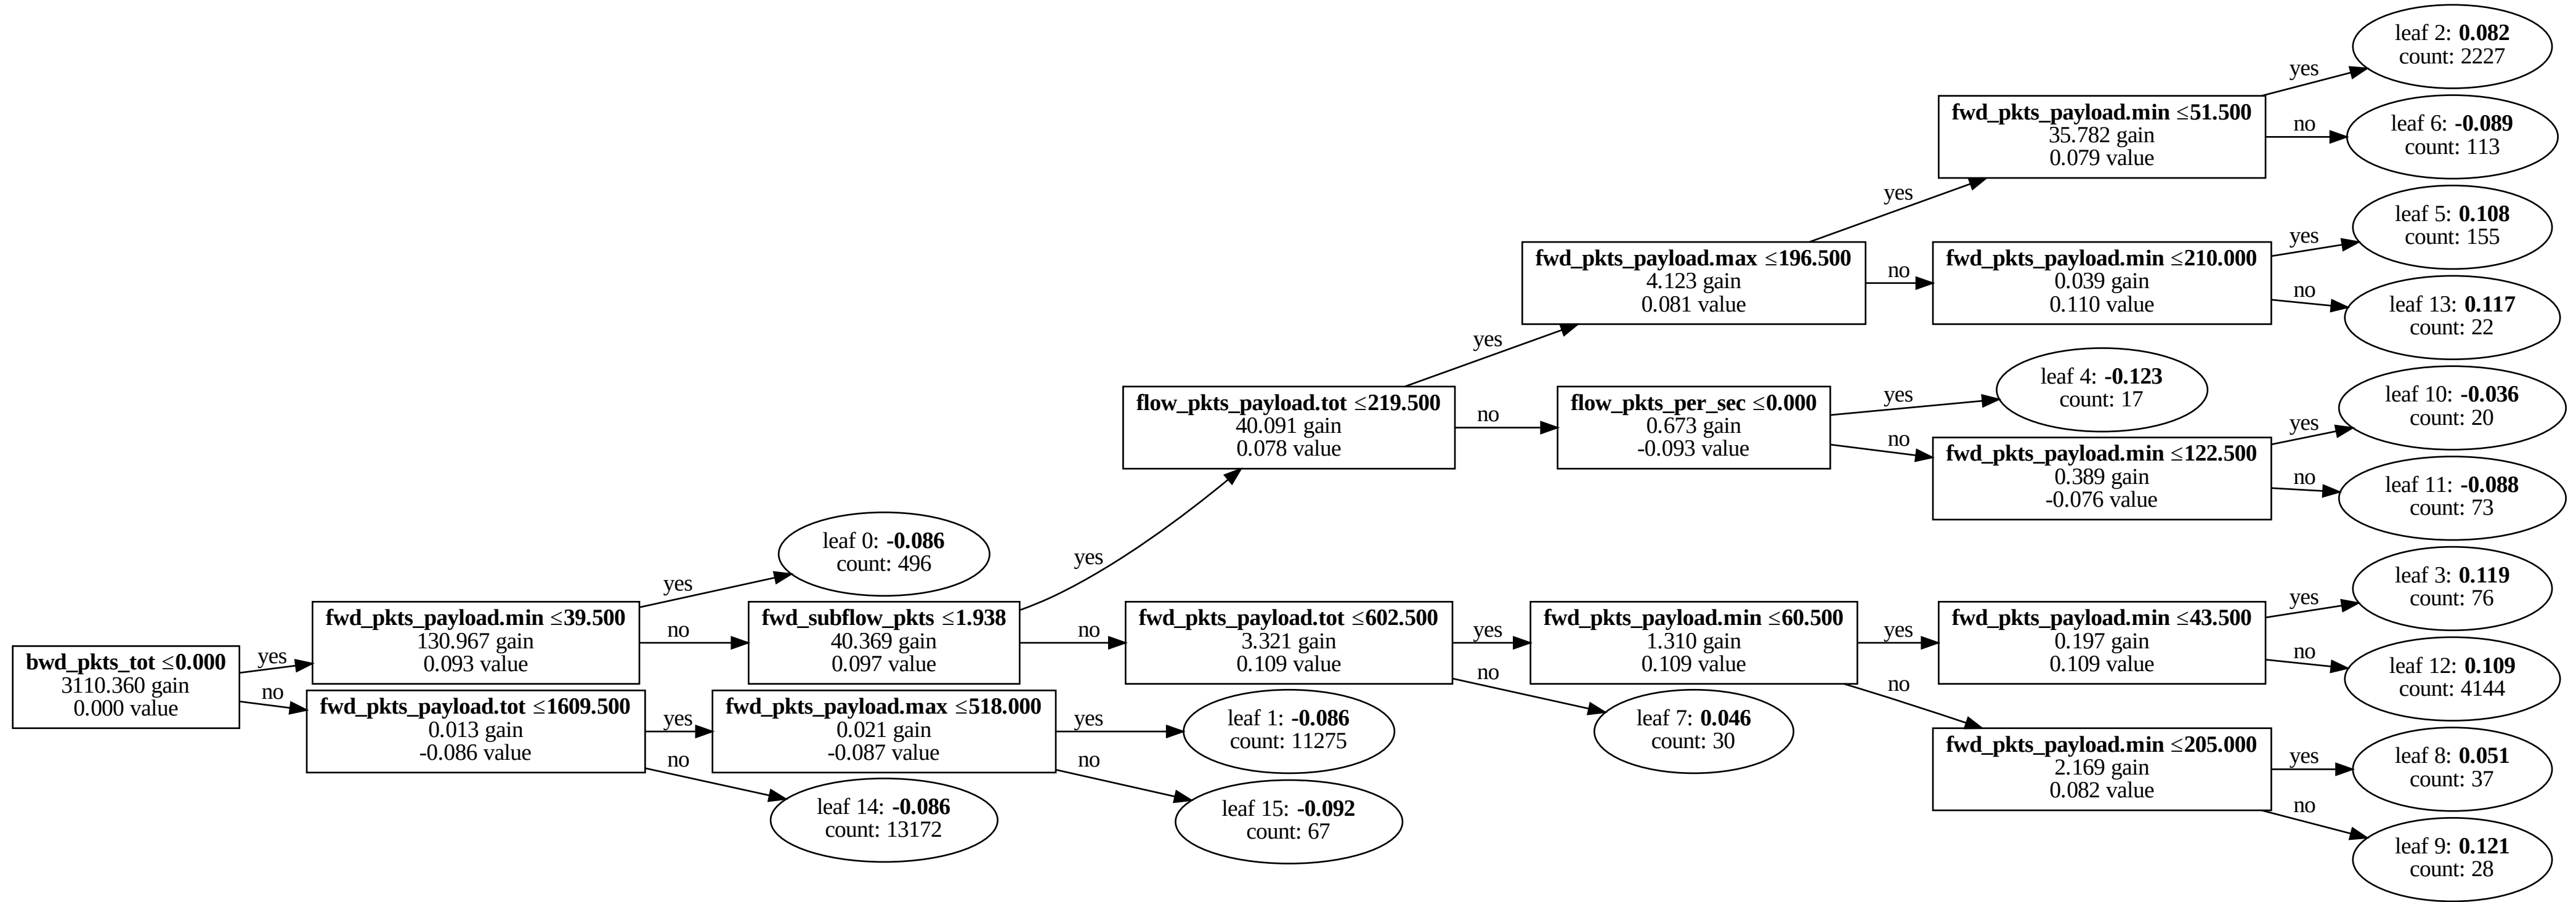 bwd_pkts_tot ≤0.000
3110.360 gain
0.000 value
yes
no
fwd_pkts_payload.min ≤39.500
130.967 gain
0.093 value
yes
no
fwd_pkts_payload.tot ≤1609.500
0.013 gain
-0.086 value
yes
no
leaf 0: -0.086
count: 496
fwd_subflow_pkts ≤1.938
40.369 gain
0.097 value
yes
no
fwd_pkts_payload.max ≤518.000
0.021 gain
-0.087 value
yes
no
leaf 14: -0.086
count: 13172
flow_pkts_payload.tot ≤219.500
40.091 gain
0.078 value
yes
no
fwd_pkts_payload.tot ≤602.500
3.321 gain
0.109 value
yes
no
leaf 1: -0.086
count: 11275
leaf 15: -0.092
count: 67
fwd_pkts_payload.max ≤196.500
4.123 gain
0.081 value
yes
no
flow_pkts_per_sec ≤0.000
0.673 gain
-0.093 value
yes
no
fwd_pkts_payload.min ≤60.500
1.310 gain
0.109 value
yes
no
leaf 7: 0.046
count: 30
fwd_pkts_payload.min ≤51.500
35.782 gain
0.079 value
yes
no
fwd_pkts_payload.min ≤210.000
0.039 gain
0.110 value
yes
no
leaf 4: -0.123
count: 17
fwd_pkts_payload.min ≤122.500
0.389 gain
-0.076 value
yes
no
fwd_pkts_payload.min ≤43.500
0.197 gain
0.109 value
yes
no
fwd_pkts_payload.min ≤205.000
2.169 gain
0.082 value
yes
no
leaf 2: 0.082
count: 2227
leaf 6: -0.089
count: 113
leaf 5: 0.108
count: 155
leaf 13: 0.117
count: 22
leaf 10: -0.036
count: 20
leaf 11: -0.088
count: 73
leaf 3: 0.119
count: 76
leaf 12: 0.109
count: 4144
leaf 8: 0.051
count: 37
leaf 9: 0.121
count: 28